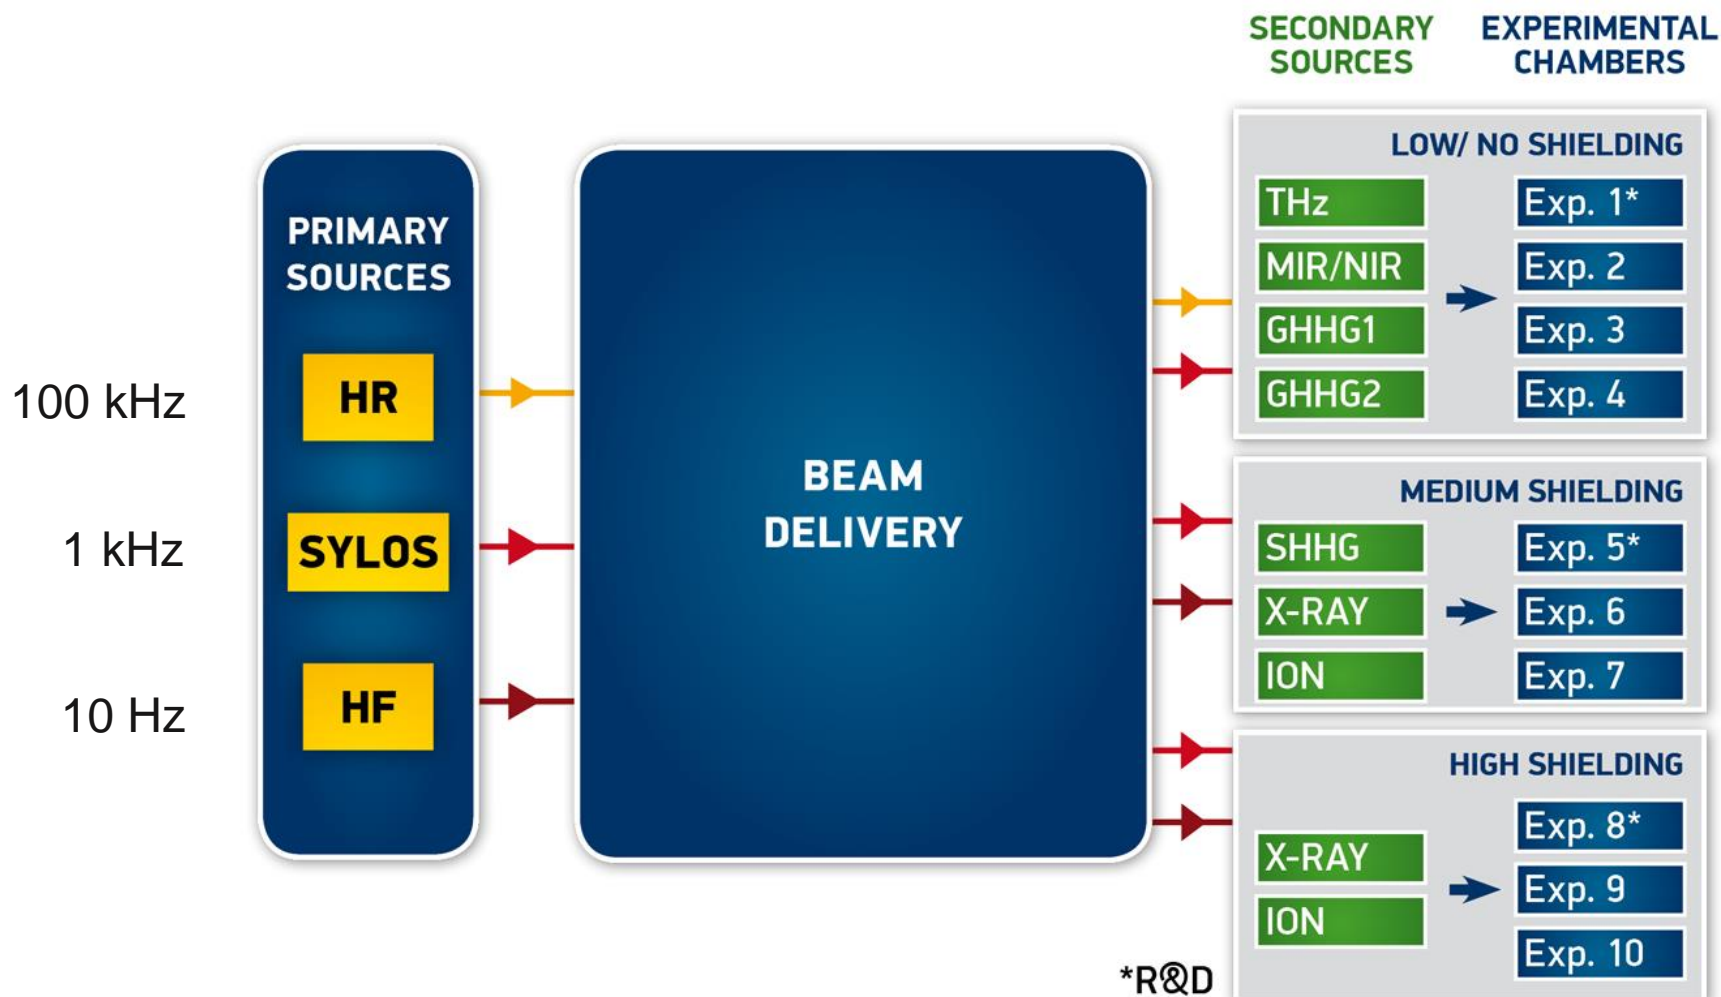 SECONDARY
SOURCES
EXPERIMENTAL
CHAMBERS
PRIMARY
SOURCES
100 kHz
HR
1 kHz
SYLOS
10 Hz
HF
BEAM
DELIVERY
LOW/ NO SHIELDING
THz
Exp. 1*
MIR/NIR
Exp. 2
GHHG1
Exp. 3
GHHG2
Exp. 4
MEDIUM SHIELDING
SHHG
Exp. 5*
X-RAY
Exp. 6
ION
Exp. 7
HIGH SHIELDING
Exp. 8*
X-RAY
Exp. 9
ION
Exp. 10
*R&D